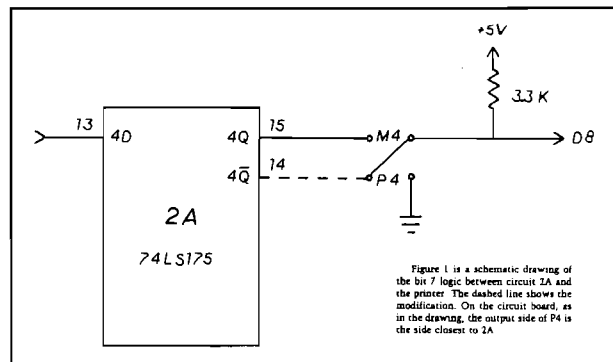 +5V
3.3 K
13
4D
4Q
15
M4
D8
4Q̅
14
P4
2A
74LS175
Figure 1 is a schematic drawing of
the bit 7 logic between circuit 2A and
the printer The dashed line shows the
modification. On the circuit board, as
in the drawing, the output side of P4 is
the side closest to 2A